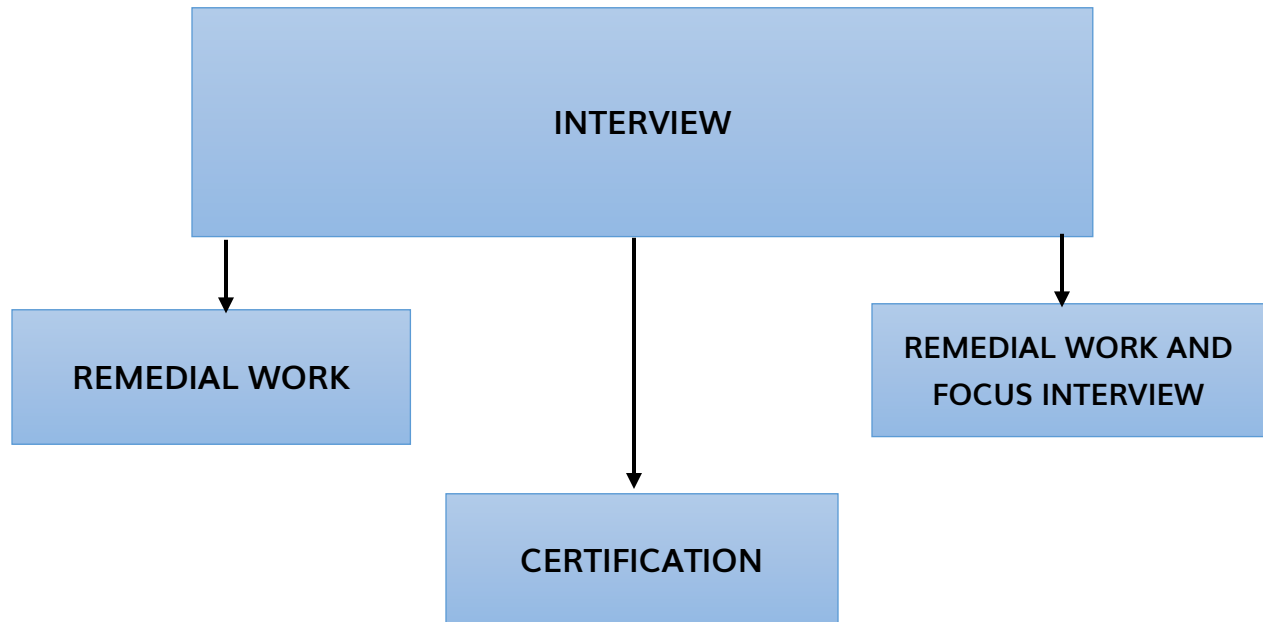 INTERVIEW
REMEDIAL WORK
REMEDIAL WORK AND
FOCUS INTERVIEW
CERTIFICATION